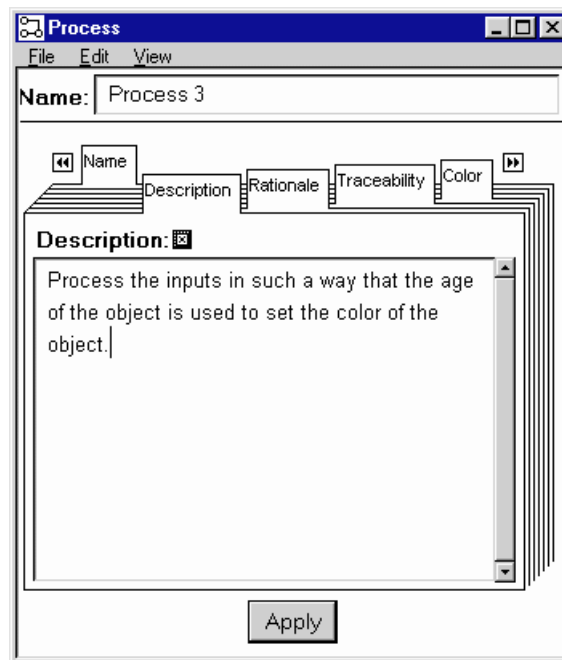 Process
File Edit View
Name: Process 3
Name
Description Rationale Traceability Color
Description:
Process the inputs in such a way that the age
of the object is used to set the color of the
object.
Apply